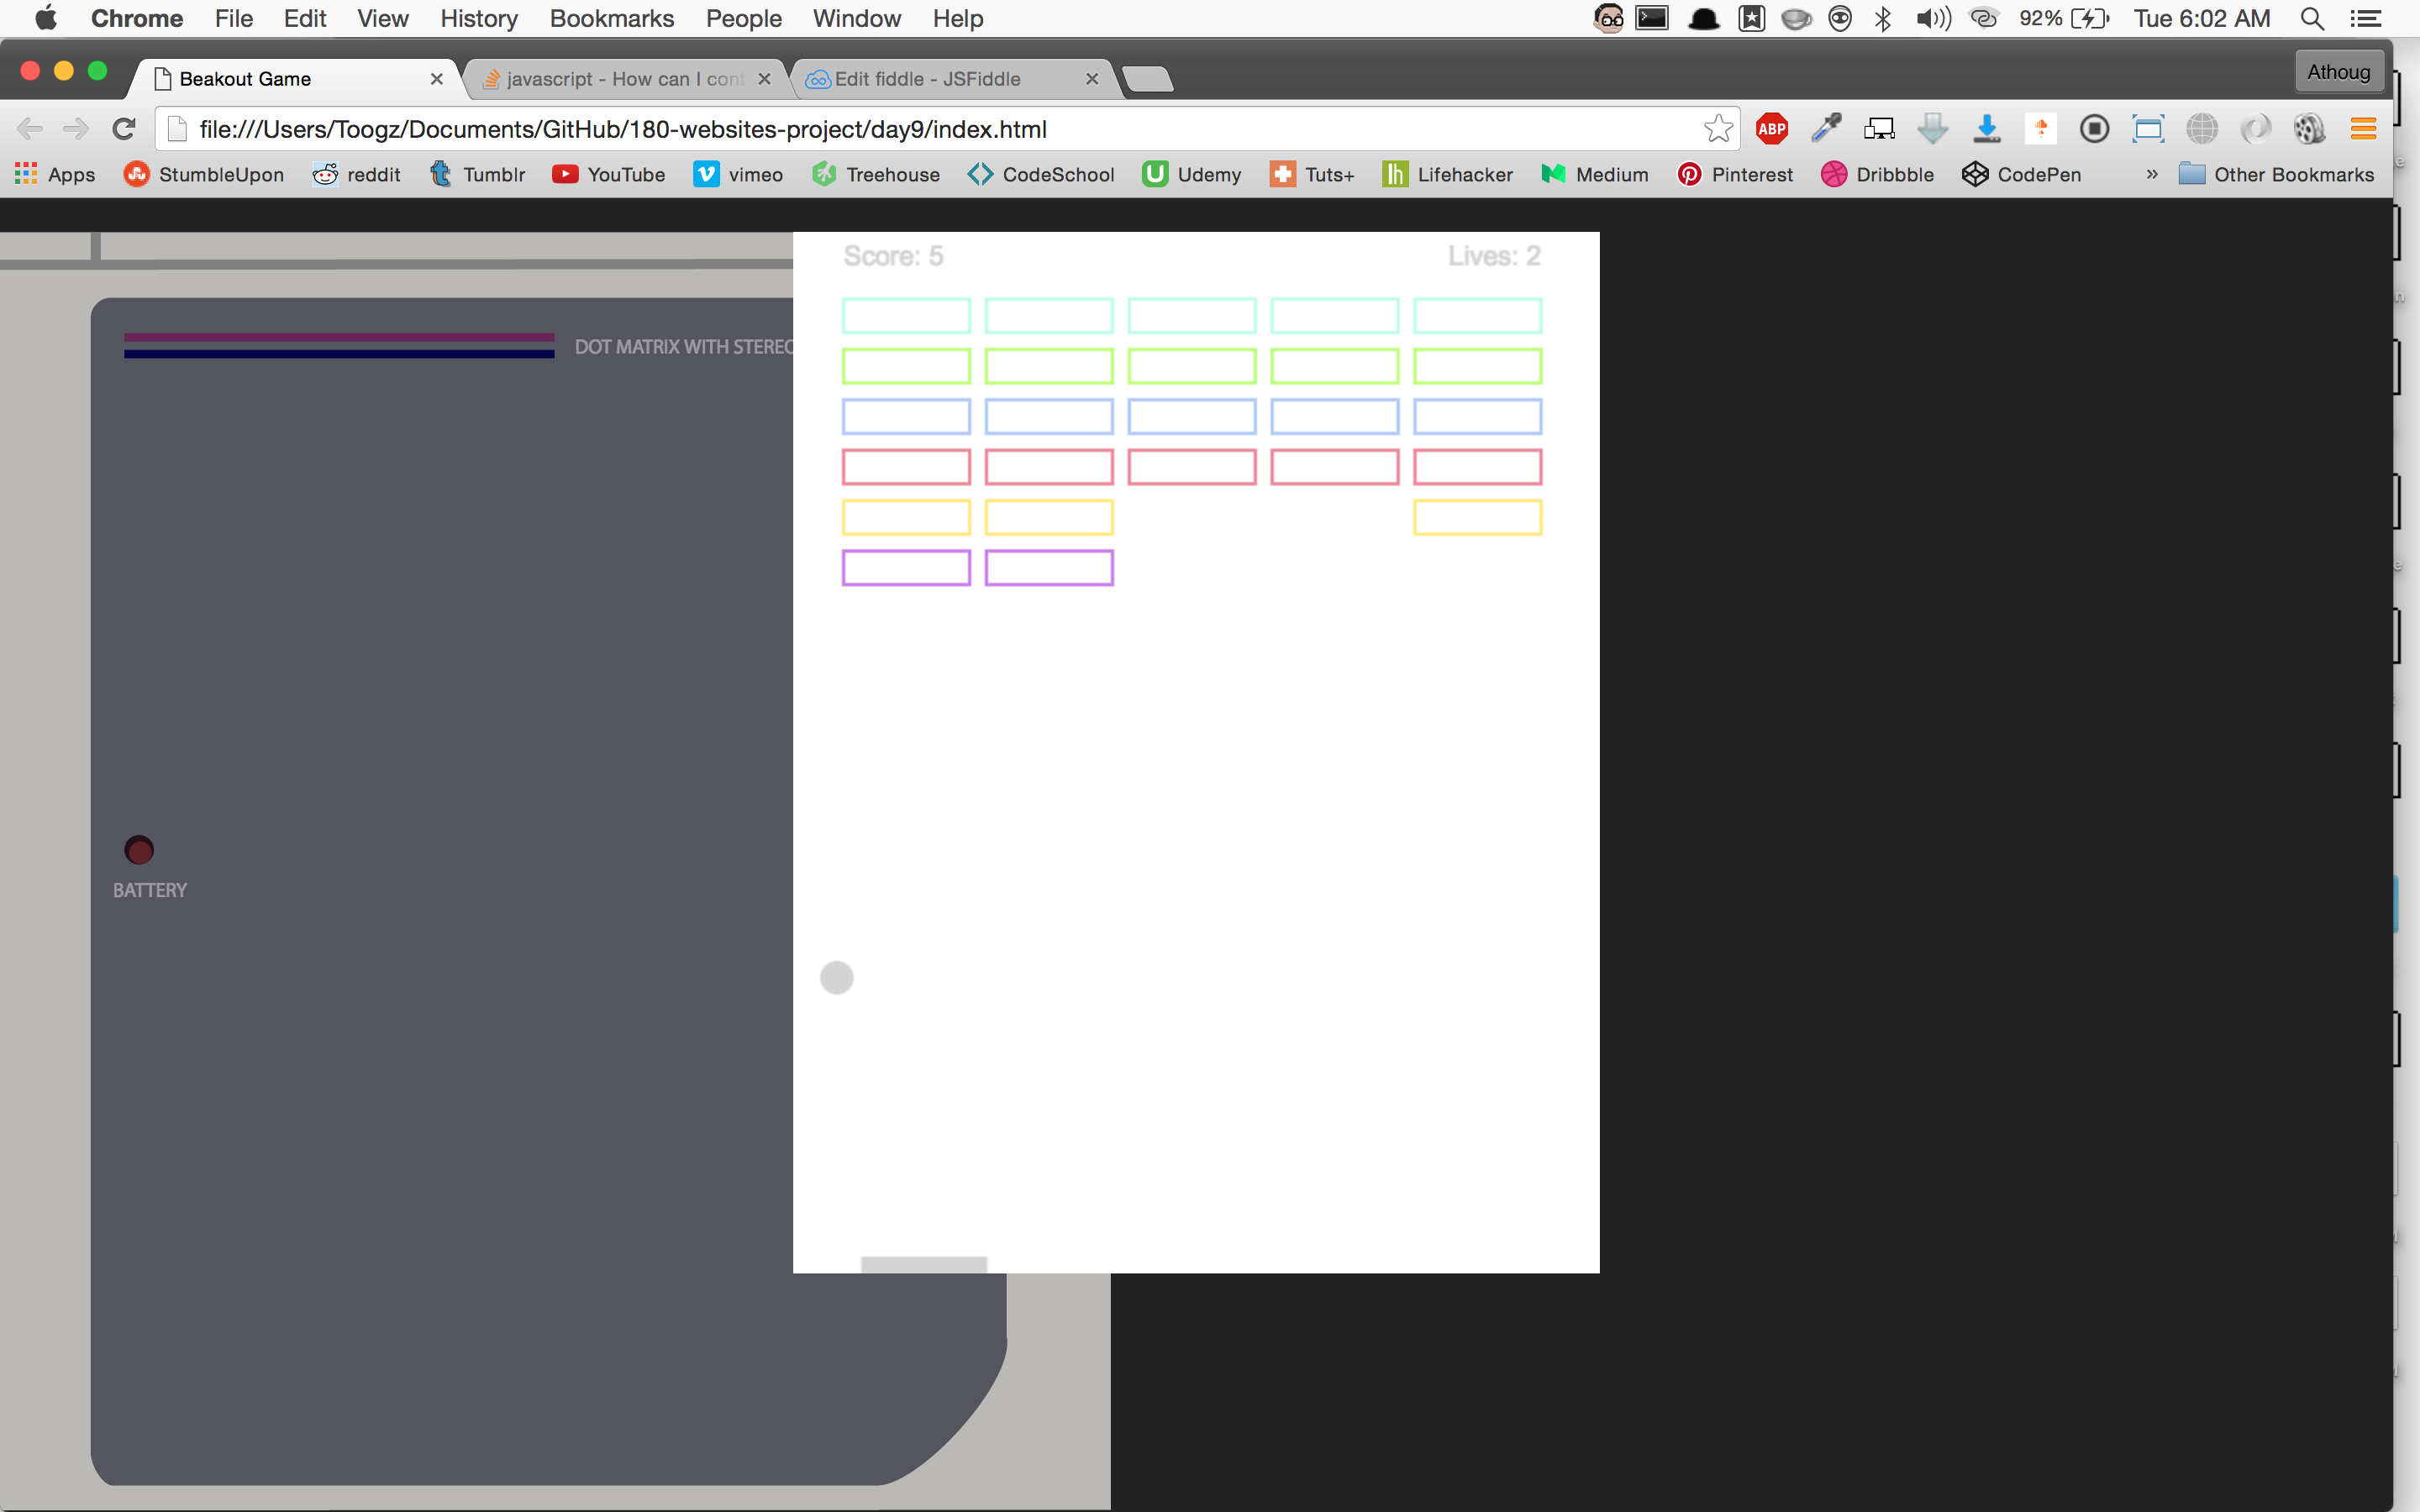 Chrome File Edit View History Bookmarks People Window Help 92% Tue 6:02 AM
Beakout Game javascript - How can I cont Edit fiddle - JSFiddle Athoug
file:///Users/Toogz/Documents/GitHub/180-websites-project/day9/index.html ABP
Apps StumbleUpon reddit Tumblr YouTube vimeo Treehouse CodeSchool Udemy Tuts+ lh Lifehacker Medium Pinterest Dribbble CodePen » Other Bookmarks
Score: 5 Lives: 2
DOT MATRIX WITH STEREO
BATTERY